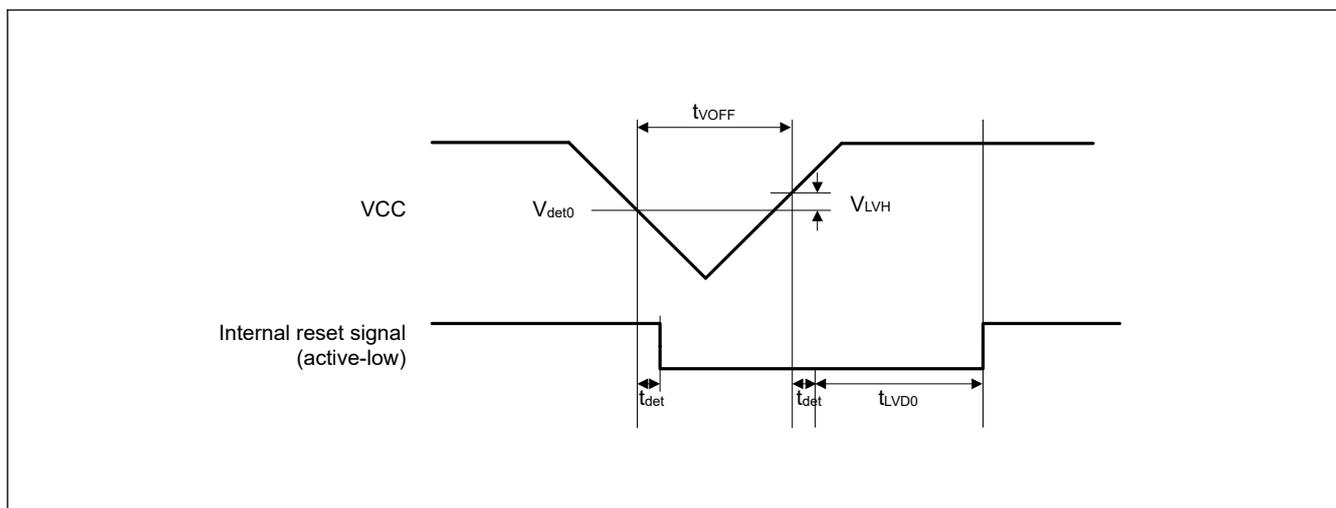 tVOFF
VCC
Vdet0
VLVH
Internal reset signal
(active-low)
tdet
tdet
tLVD0